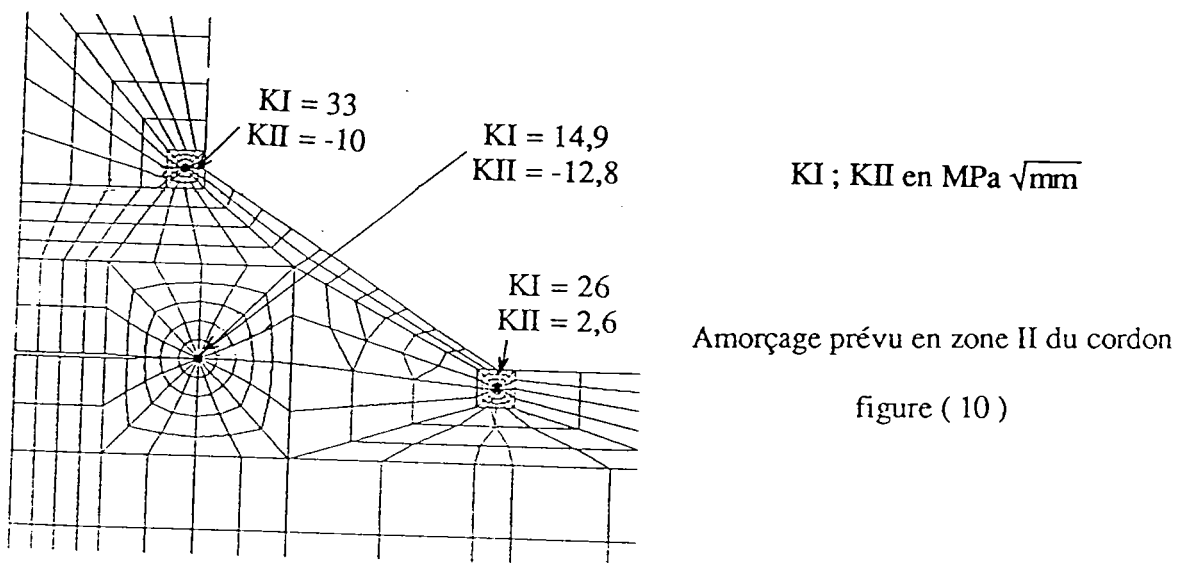 KI = 33
KII = -10
KI = 14,9
KII = -12,8
KI ; KII en MPa √mm
KI = 26
KII = 2,6
Amorçage prévu en zone II du cordon
figure ( 10 )